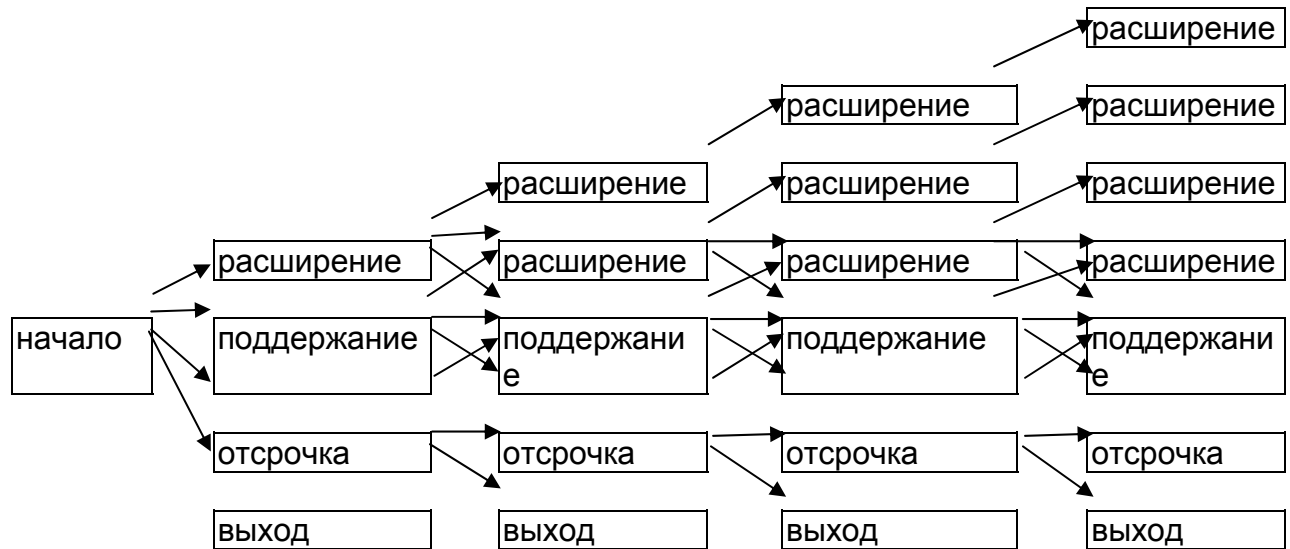 расширение
расширение расширение
расширение расширение расширение
расширение расширение расширение расширение
начало поддержание поддержани поддержание поддержани
е е
отсрочка отсрочка отсрочка отсрочка
выход выход выход выход